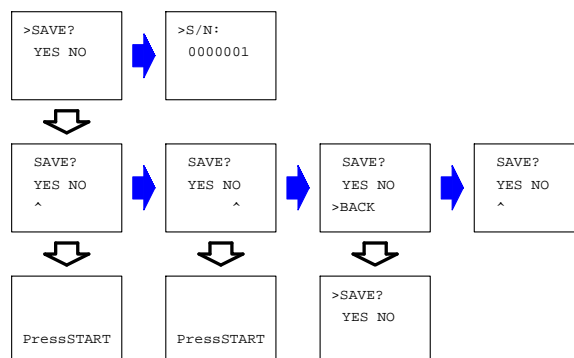 >SAVE?
YES NO
>S/N:
0000001
SAVE?
YES NO
^
SAVE?
YES NO
^
SAVE?
YES NO
>BACK
SAVE?
YES NO
^
PressSTART
PressSTART
>SAVE?
YES NO